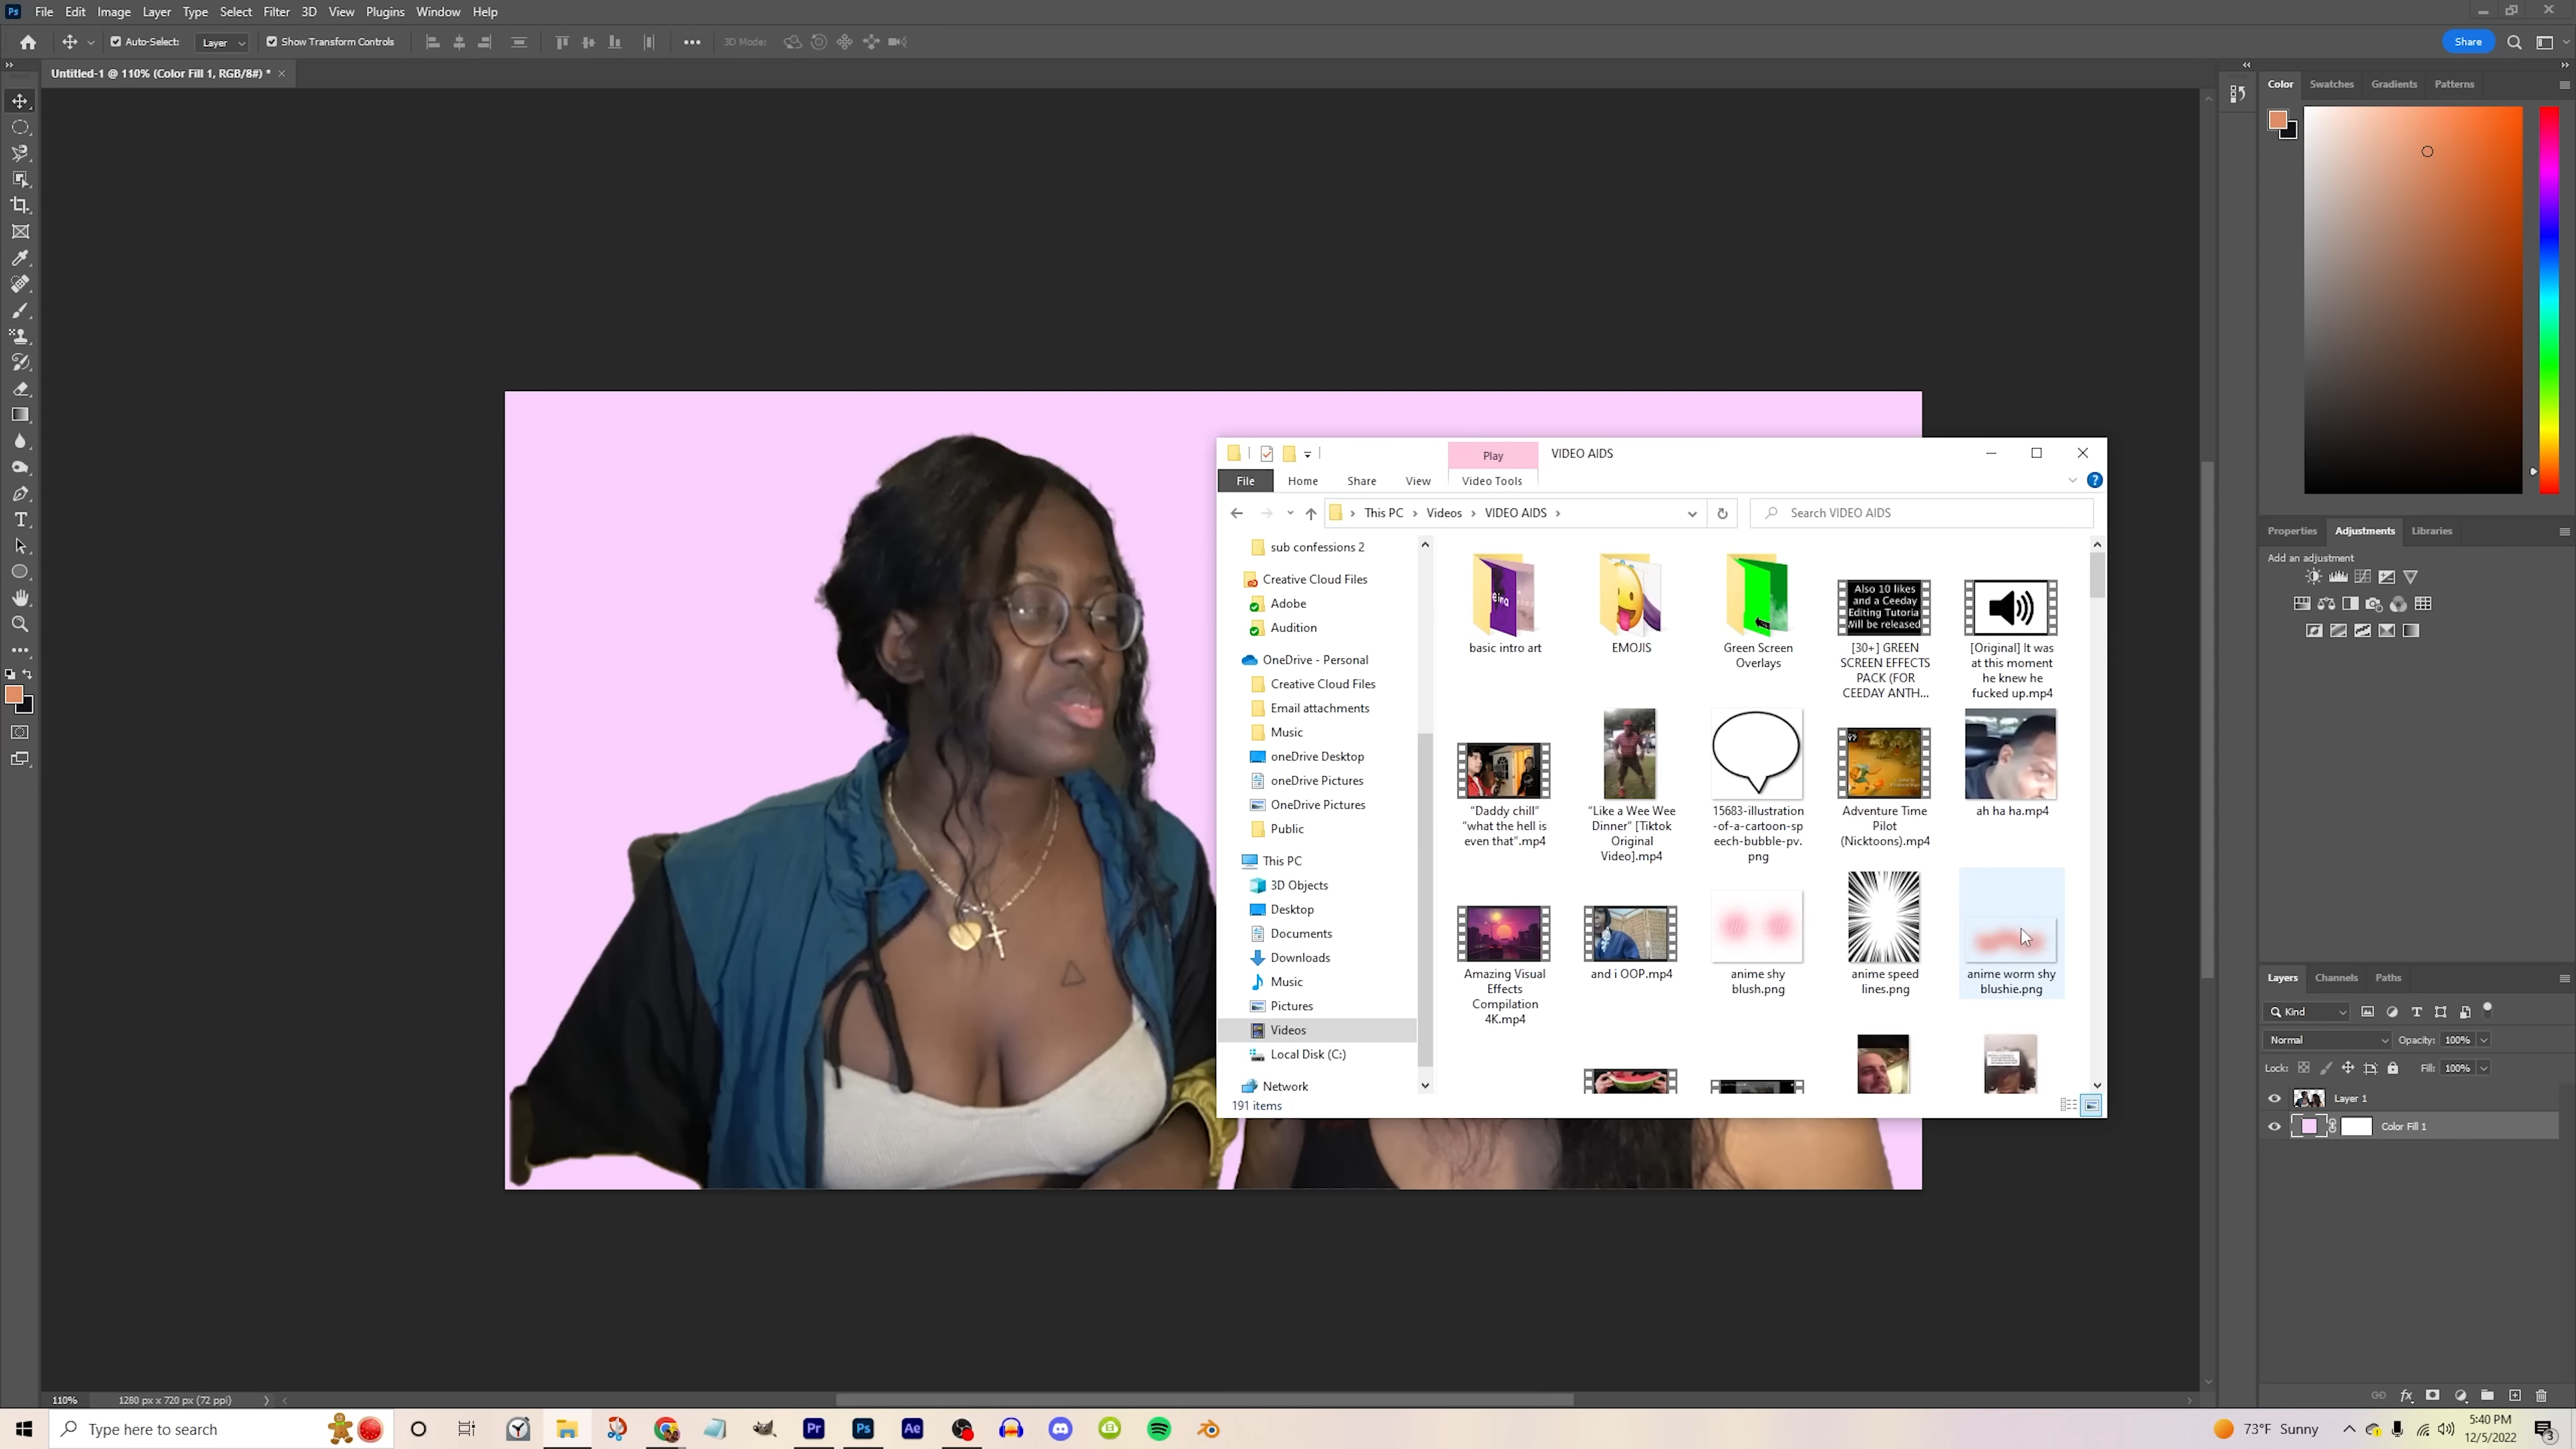 Ps File Edit Image Layer Type Select Filter 3D View Plugins Window Help
Auto-Select: Layer Show Transform Controls 3D Mode: Share
Untitled-1 @ 110% (Color Fill 1, RGB/8#) *
Color Swatches Gradients Patterns
Properties Adjustments Libraries
Add an adjustment
Play VIDEO AIDS
File Home Share View Video Tools
This PC Videos VIDEO AIDS
Search VIDEO AIDS
sub confessions 2
Creative Cloud Files
Adobe
Audition
OneDrive - Personal
Creative Cloud Files
Email attachments
Music
oneDrive Desktop
oneDrive Pictures
OneDrive Pictures
Public
This PC
3D Objects
Desktop
Documents
Downloads
Music
Pictures
Videos
Local Disk (C:)
Network
191 items
basic intro art
EMOJIS
Green Screen
Overlays
Also 10 likes
and a Ceeday
Editing Tutoria
Will be released
[30+] GREEN
SCREEN EFFECTS
PACK (FOR
CEEDAY ANTH...
[Original] It was
at this moment
he knew he
fucked up.mp4
"Daddy chill"
"what the hell is
even that".mp4
"Like a Wee Wee
Dinner" [Tiktok
Original
Video].mp4
15683-illustration
-of-a-cartoon-sp
eech-bubble-pv.
png
Adventure Time
Pilot
(Nicktoons).mp4
ah ha ha.mp4
Amazing Visual
Effects
Compilation
4K.mp4
and i OOP.mp4
anime shy
blush.png
anime speed
lines.png
anime worm shy
blushie.png
Layers Channels Paths
Kind
Normal Opacity: 100%
Lock: Fill: 100%
Layer 1
Color Fill 1
110% 1280 px x 720 px (72 ppi)
Type here to search
Pr Ps Ae
73°F Sunny
5:40 PM
12/5/2022
3